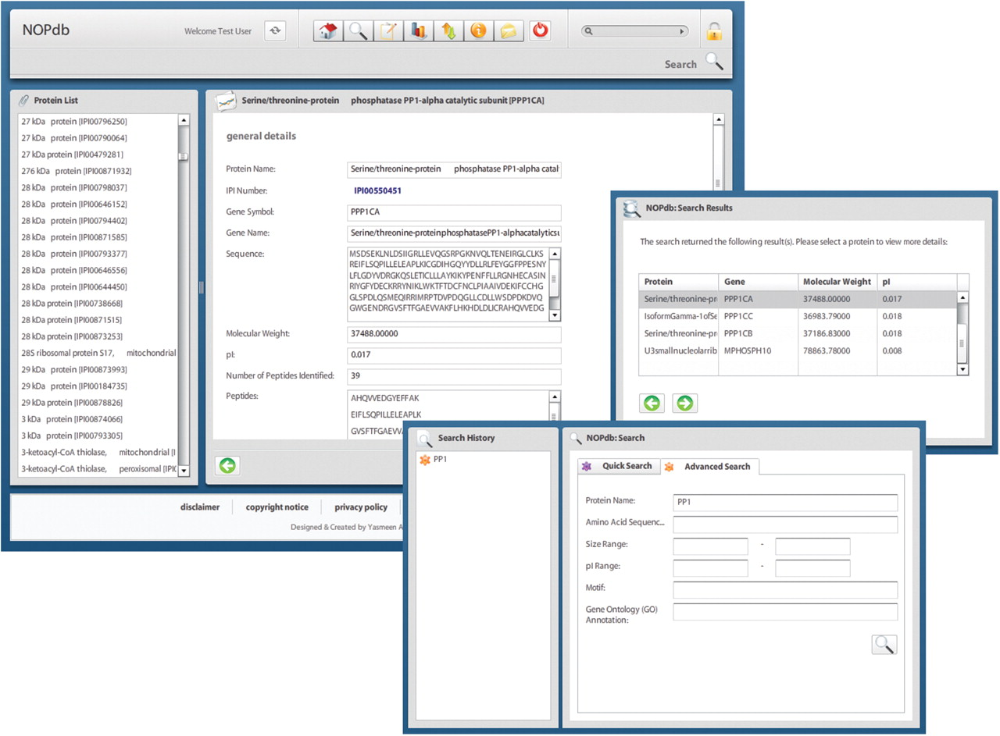 NOPdb
Welcome Test User
Search
Protein List
27 kDa protein [IPI00796250]
27 kDa protein [IPI00790064]
27 kDa protein [IPI00479281]
276 kDa protein [IPI00871932]
28 kDa protein [IPI00798037]
28 kDa protein [IPI00646152]
28 kDa protein [IPI00794402]
28 kDa protein [IPI00871585]
28 kDa protein [IPI00793377]
28 kDa protein [IPI00646556]
28 kDa protein [IPI00644450]
28 kDa protein [IPI00738668]
28 kDa protein [IPI00871515]
28 kDa protein [IPI00873253]
28S ribosomal protein S17, mitochondrial
29 kDa protein [IPI00873993]
29 kDa protein [IPI00184735]
29 kDa protein [IPI00878826]
3 kDa protein [IPI00874066]
3 kDa protein [IPI00793305]
3-ketoacyl-CoA thiolase, mitochondrial [I
3-ketoacyl-CoA thiolase, peroxisomal [IPI(
Serine/threonine-protein phosphatase PP1-alpha catalytic subunit [PPP1CA]
general details
Protein Name: Serine/threonine-protein phosphatase PP1-alpha catal
IPI Number: IPI00550451
Gene Symbol: PPP1CA
Gene Name: Serine/threonine-proteinphosphatasePP1-alphacatalyticsu
Sequence: MSDSEKLNLDSIIGRLLEVQGSRPGKNVQLTENEIRGLCLKS
REIFLSQPILLELEAPLKICGDIHGQYYDLLRLFEYGGFPPESNY
LFLGDYVDRGKQSLETICLLLAYKIKYPENFFLLRGNHECASIN
RIYGFYDECKRRYNIKLWKTFTDCFNCLPIAAIVDEKIFCCHG
GLSPDLQSMEQIRRIMRPTDVPDQGLLCDLLWSDPDKDVQ
GWGENDRGVSFTFGAEVVAKFLHKHDLDLICRAHQVVEDG
Molecular Weight: 37488.00000
pI: 0.017
Number of Peptides Identified: 39
Peptides: AHQVVEDGYEFFAK
EIFLSQPILLELEAPLK
GVSFTFGAEVVA
disclaimer copyright notice privacy policy
Designed & Created by Yasmeen A
NOPdb: Search Results
The search returned the following result(s). Please select a protein to view more details:
Protein Gene Molecular Weight pI
Serine/threonine-pr PPP1CA 37488.00000 0.017
IsoformGamma-1ofSe PPP1CC 36983.79000 0.018
Serine/threonine-pr PPP1CB 37186.83000 0.018
U3smallnucleolarrib MPHOSPH10 78863.78000 0.008
Search History
PP1
NOPdb: Search
Quick Search Advanced Search
Protein Name: PP1
Amino Acid Sequenc...
Size Range: -
pI Range: -
Motif:
Gene Ontology (GO)
Annotation: